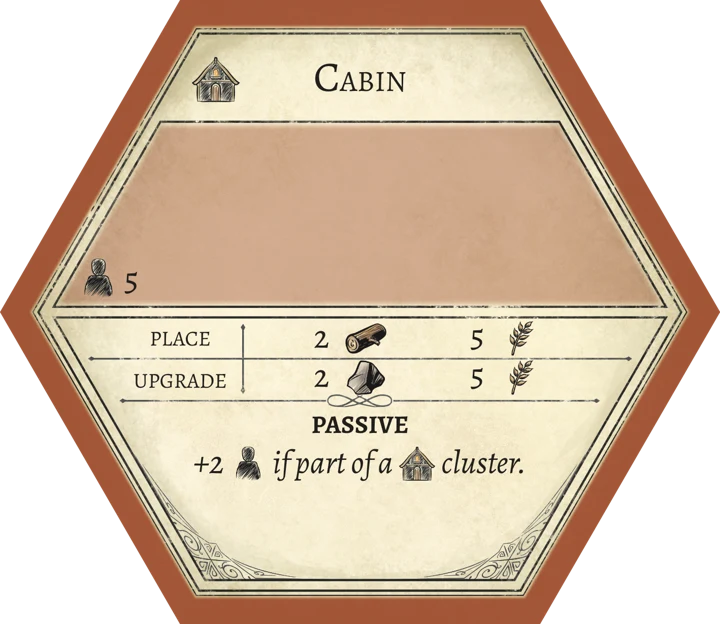 Cabin
5
PLACE 2 5
UPGRADE 2 5
PASSIVE
+2 if part of a cluster.